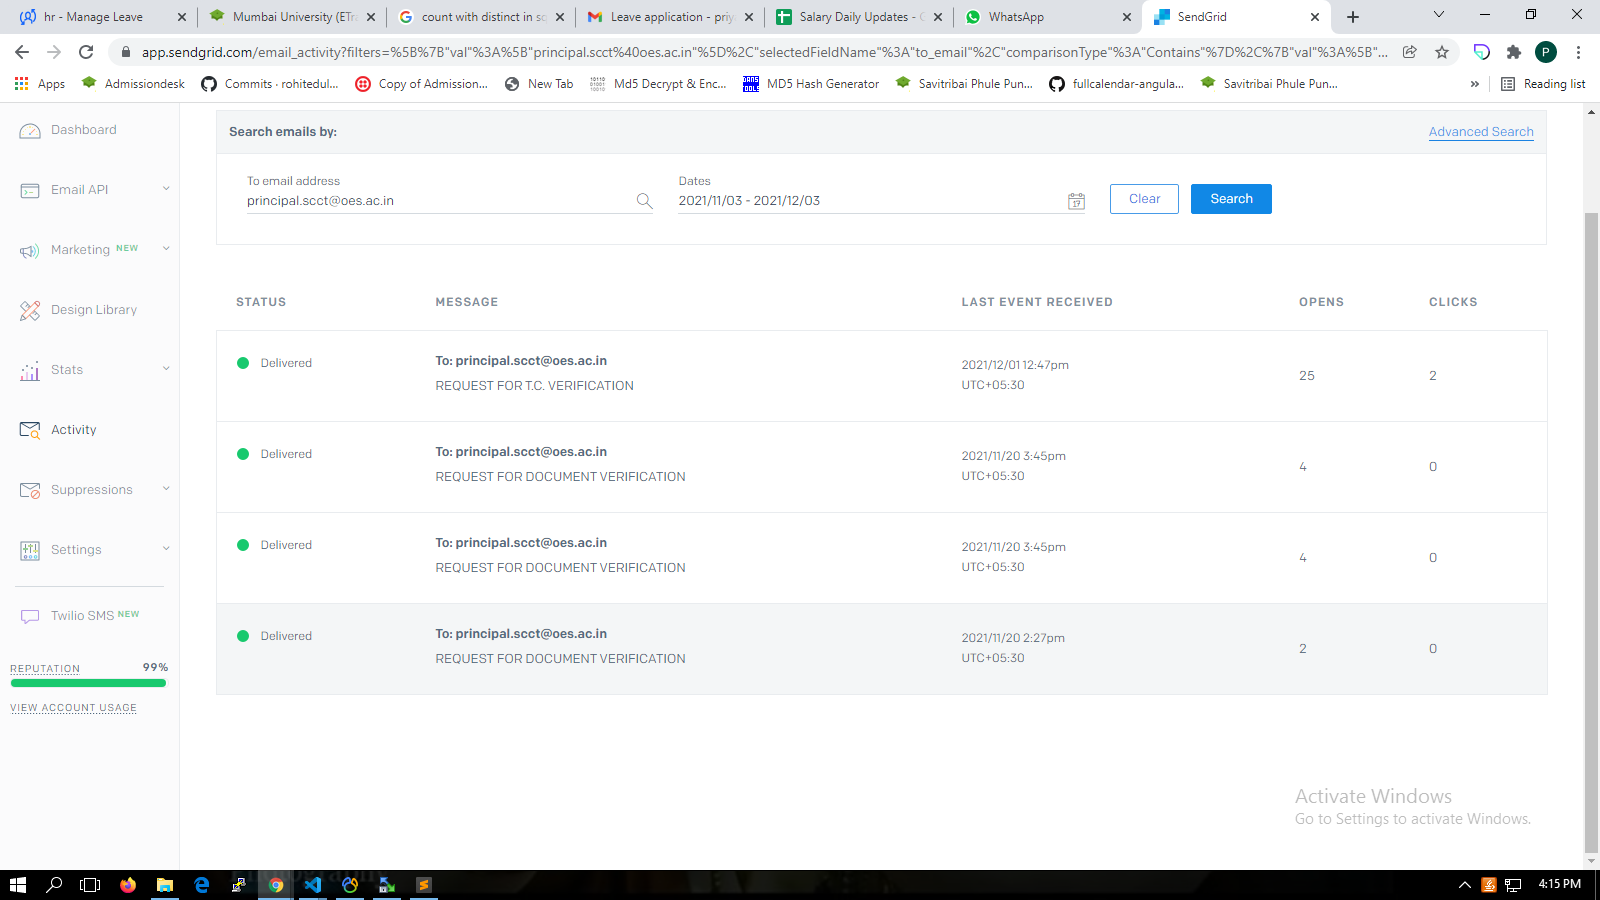 hr - Manage Leave
Mumbai University (ETra
count with distinct in sq
Leave application - priya
Salary Daily Updates - G
WhatsApp
SendGrid
app.sendgrid.com/email_activity?filters=%5B%7B"val"%3A%5B"principal.scct%40oes.ac.in"%5D%2C"selectedFieldName"%3A"to_email"%2C"comparisonType"%3A"Contains"%7D%2C%7B"val"%3A%5B"...
P
Apps
Admissiondesk
Commits · rohitedul...
Copy of Admission...
New Tab
Md5 Decrypt & Enc...
MD5 Hash Generator
Savitribai Phule Pun...
fullcalendar-angula...
Savitribai Phule Pun...
»
Reading list
Dashboard
Email API
Marketing NEW
Design Library
Stats
Activity
Suppressions
Settings
Twilio SMS NEW
REPUTATION 99%
VIEW ACCOUNT USAGE
Search emails by:
Advanced Search
To email address
principal.scct@oes.ac.in
Dates
2021/11/03 - 2021/12/03
17
Clear
Search
STATUS MESSAGE LAST EVENT RECEIVED OPENS CLICKS
Delivered
To: principal.scct@oes.ac.in
REQUEST FOR T.C. VERIFICATION
2021/12/01 12:47pm
UTC+05:30
25
2
Delivered
To: principal.scct@oes.ac.in
REQUEST FOR DOCUMENT VERIFICATION
2021/11/20 3:45pm
UTC+05:30
4
0
Delivered
To: principal.scct@oes.ac.in
REQUEST FOR DOCUMENT VERIFICATION
2021/11/20 3:45pm
UTC+05:30
4
0
Delivered
To: principal.scct@oes.ac.in
REQUEST FOR DOCUMENT VERIFICATION
2021/11/20 2:27pm
UTC+05:30
2
0
Activate Windows
Go to Settings to activate Windows.
4:15 PM